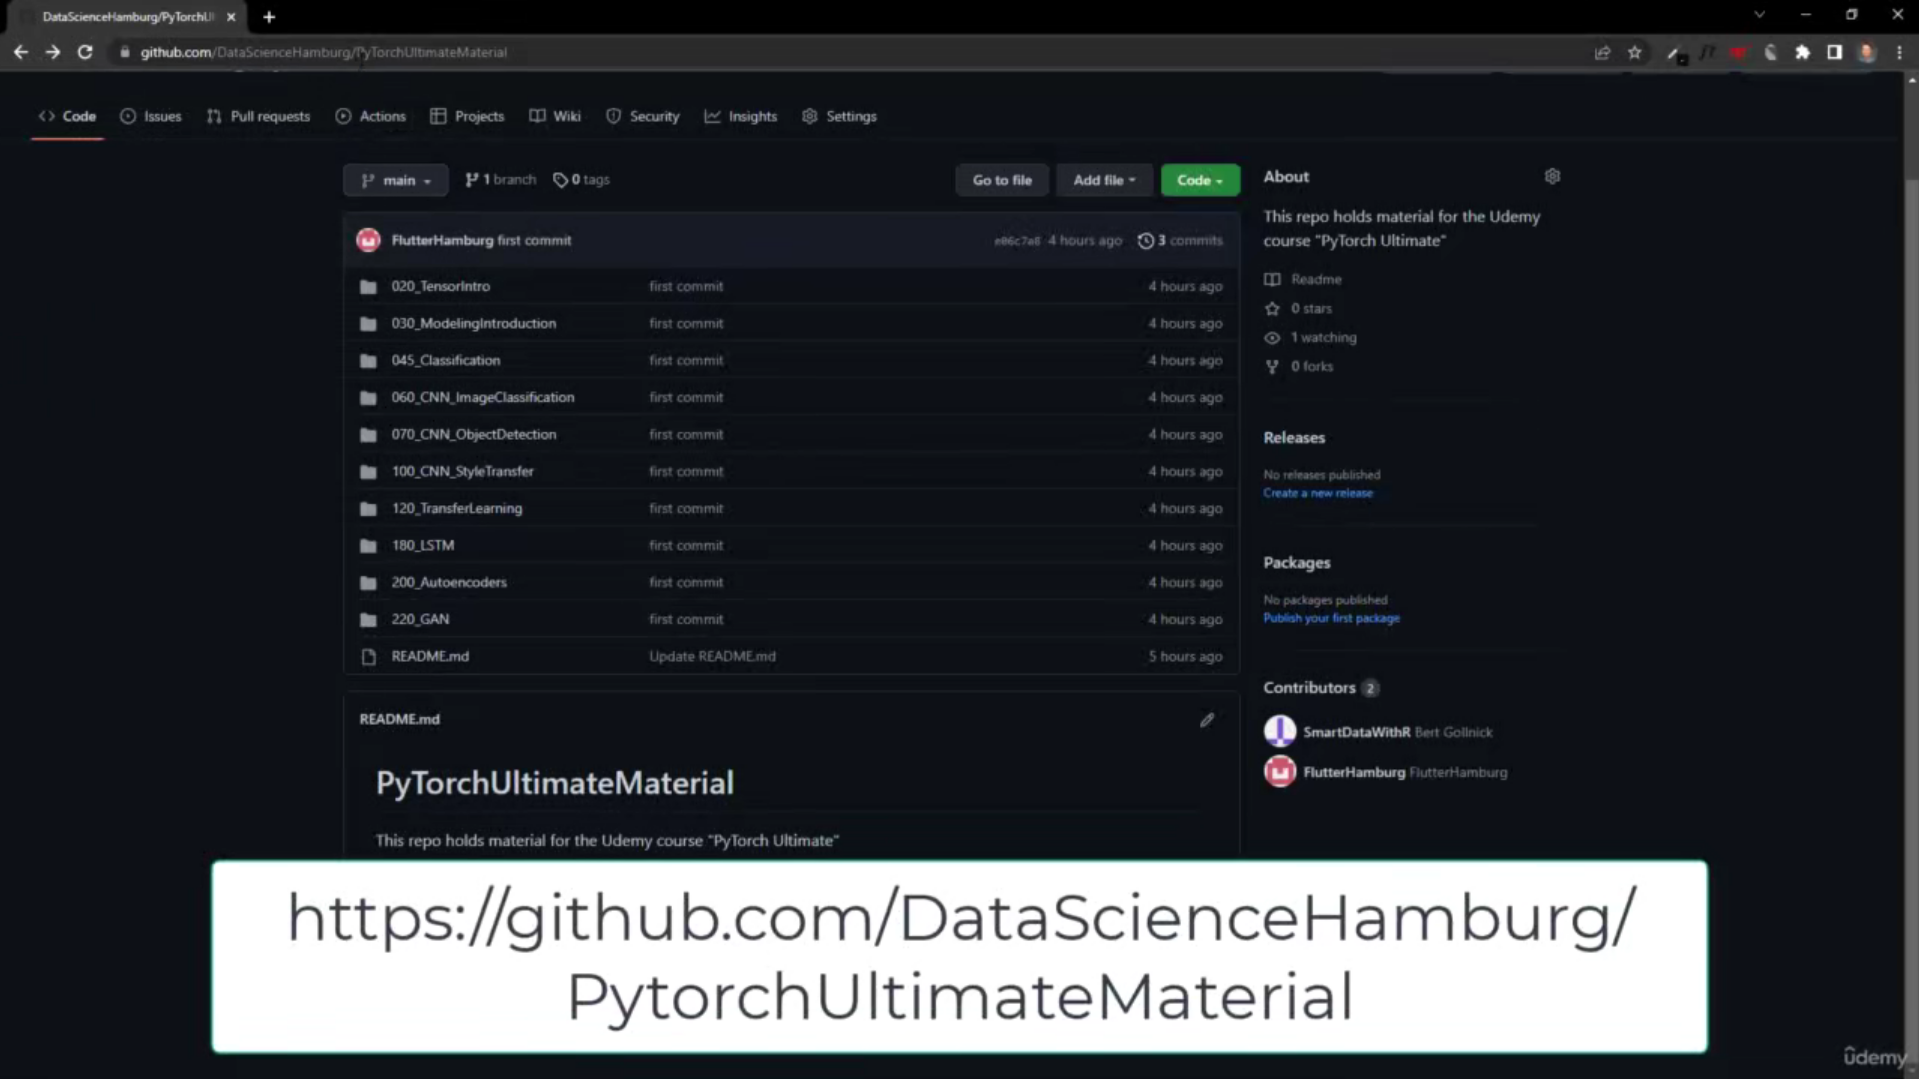 DataScienceHamburg/PyTorchUl
github.com/DataScienceHamburg/PyTorchUltimateMaterial
Code Issues Pull requests Actions Projects Wiki Security Insights Settings
main 1 branch 0 tags Go to file Add file Code
FlutterHamburg first commit e06c7a8 4 hours ago 3 commits
020_TensorIntro first commit 4 hours ago
030_ModelingIntroduction first commit 4 hours ago
045_Classification first commit 4 hours ago
060_CNN_ImageClassification first commit 4 hours ago
070_CNN_ObjectDetection first commit 4 hours ago
100_CNN_StyleTransfer first commit 4 hours ago
120_TransferLearning first commit 4 hours ago
180_LSTM first commit 4 hours ago
200_Autoencoders first commit 4 hours ago
220_GAN first commit 4 hours ago
README.md Update README.md 5 hours ago
README.md
PyTorchUltimateMaterial
This repo holds material for the Udemy course "PyTorch Ultimate"
About
This repo holds material for the Udemy
course "PyTorch Ultimate"
Readme
0 stars
1 watching
0 forks
Releases
No releases published
Create a new release
Packages
No packages published
Publish your first package
Contributors 2
SmartDataWithR Bert Gollnick
FlutterHamburg FlutterHamburg
https://github.com/DataScienceHamburg/
PytorchUltimateMaterial
ûdemy